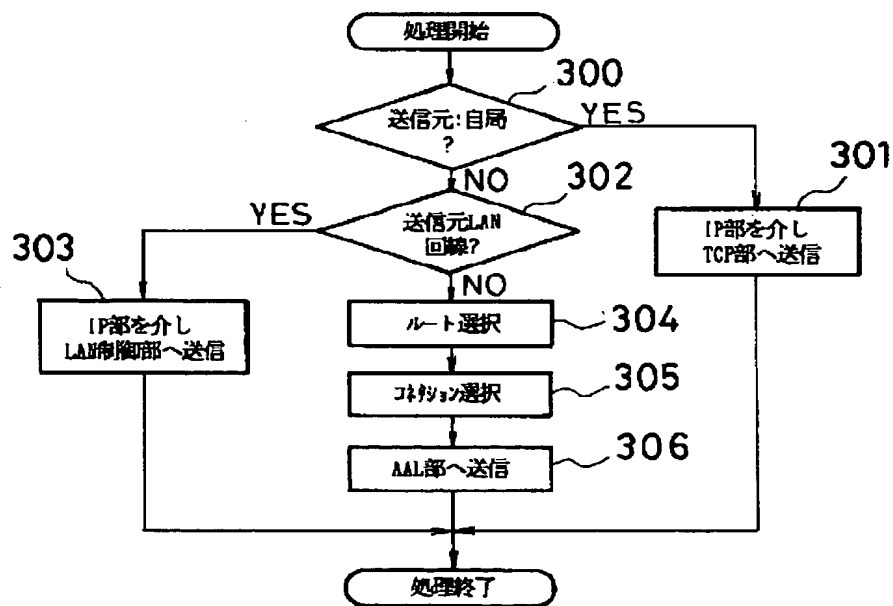 処理開始
300
送信元:自局
?
YES
NO
302
301
YES
送信元LAN
回線?
IP部を介し
TCP部へ送信
303
NO
IP部を介し
LAN制御部へ送信
ルート選択
304
コネクション選択
305
AAL部へ送信
306
処理終了